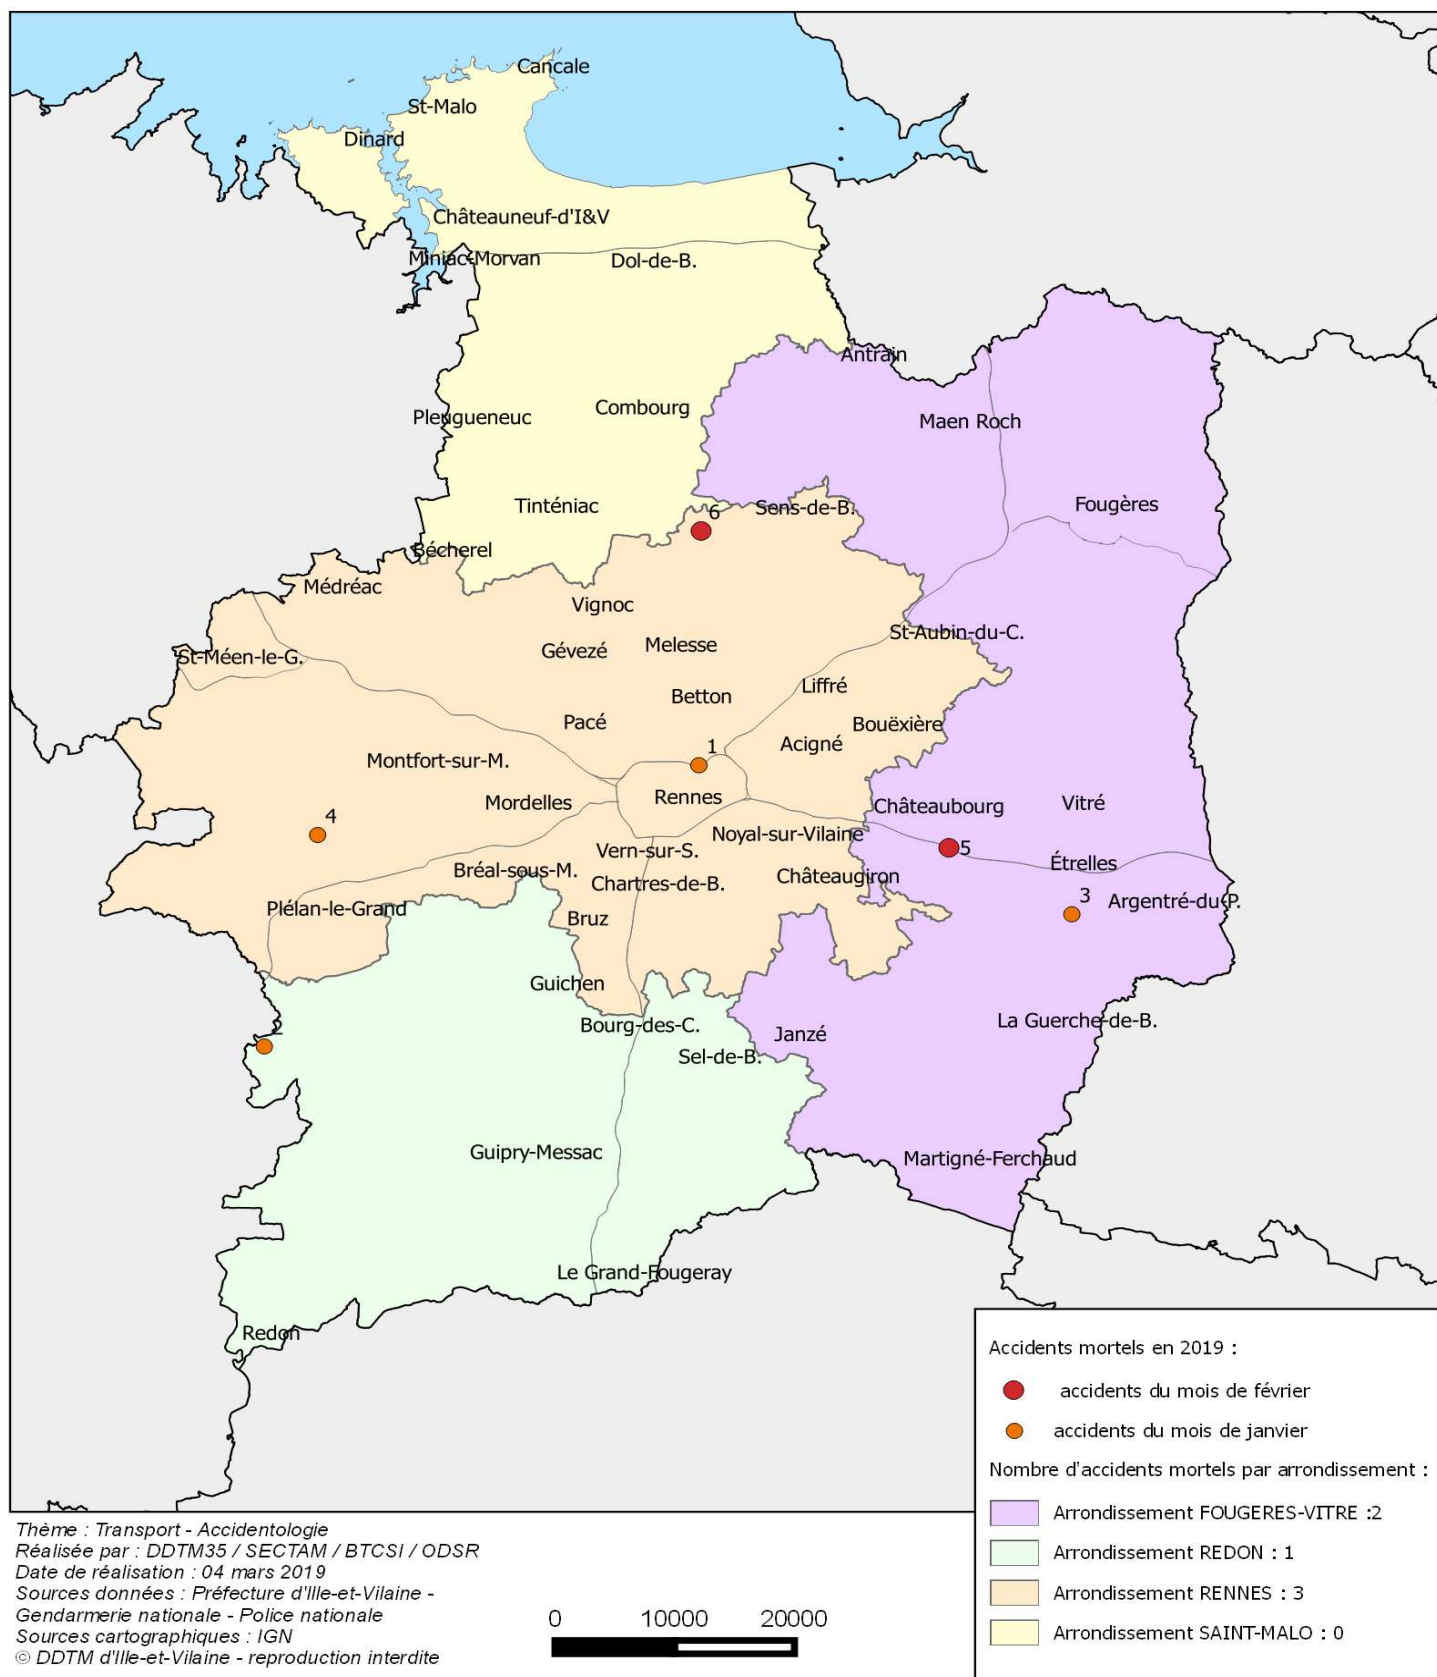 Cancale
St-Malo
Dinard
Châteauneuf-d'I&V
Miniac-Morvan
Dol-de-B.
Antrain
Combourg
Pleugueneuc
Maen Roch
Tinténiac
6
Sens-de-B.
Fougères
Bécherel
Médréac
Vignoc
St-Aubin-du-C.
Gévezé
Melesse
St-Méen-le-G.
Liffré
Betton
Pacé
Bouëxière
Acigné
1
Montfort-sur-M.
Mordelles
Rennes
Châteaubourg
Vitré
4
Noyal-sur-Vilaine
Vern-sur-S.
5
Étrelles
Bréal-sous-M.
Chartres-de-B.
Châteaugiron
3
Argentré-du-P.
Plélan-le-Grand
Bruz
Guichen
Bourg-des-C.
La Guerche-de-B.
Janzé
Sel-de-B.
Guipry-Messac
Martigné-Ferchaud
Le Grand-Fougeray
Redon
Accidents mortels en 2019 :
accidents du mois de février
accidents du mois de janvier
Nombre d'accidents mortels par arrondissement :
Arrondissement FOUGERES-VITRE :2
Arrondissement REDON : 1
Arrondissement RENNES : 3
Arrondissement SAINT-MALO : 0
Thème : Transport - Accidentologie
Réalisée par : DDTM35 / SECTAM / BTCSI / ODSR
Date de réalisation : 04 mars 2019
Sources données : Préfecture d'Ille-et-Vilaine -
Gendarmerie nationale - Police nationale
Sources cartographiques : IGN
© DDTM d'Ille-et-Vilaine - reproduction interdite
0 10000 20000